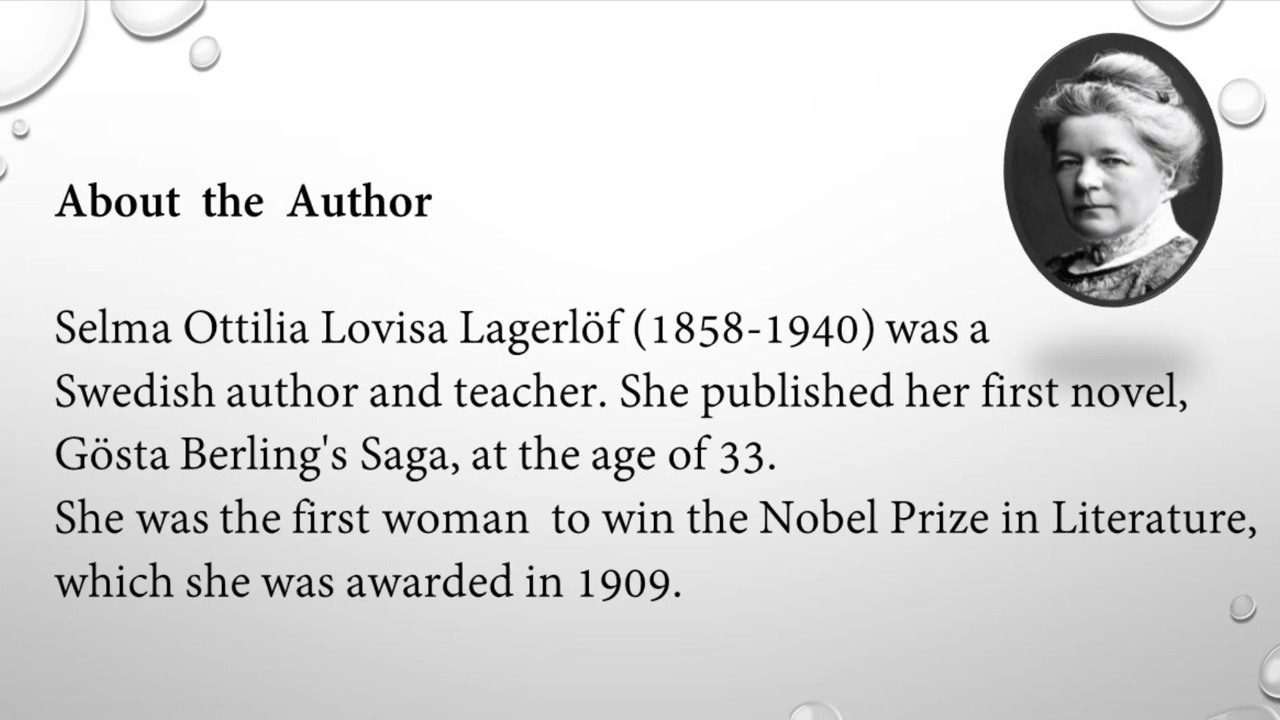 About the Author
Selma Ottilia Lovisa Lagerlöf (1858-1940) was a
Swedish author and teacher. She published her first novel,
Gösta Berling's Saga, at the age of 33.
She was the first woman to win the Nobel Prize in Literature,
which she was awarded in 1909.